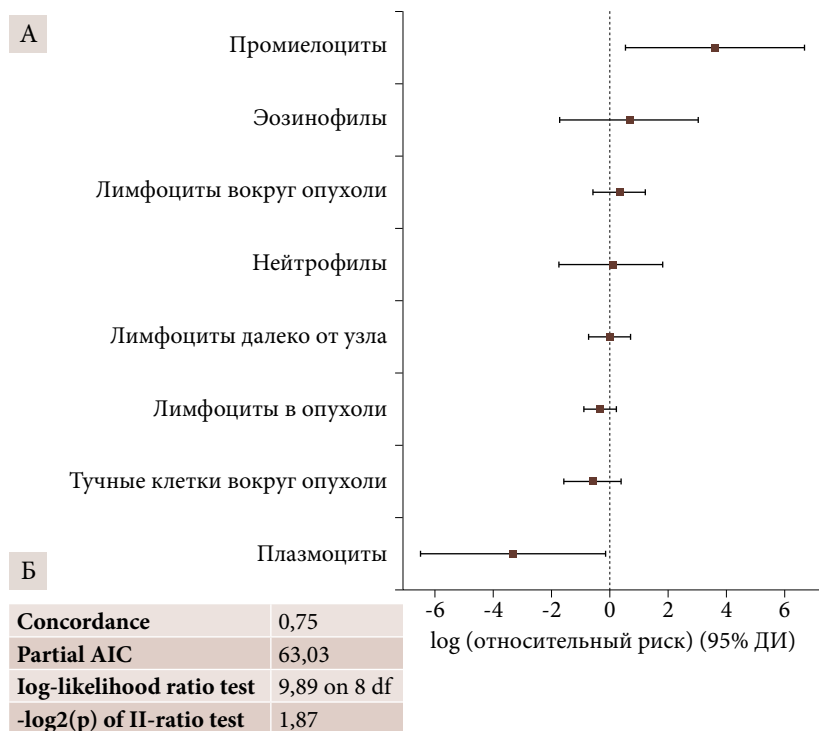 А
Промиелоциты
Эозинофилы
Лимфоциты вокруг опухоли
Нейтрофилы
Лимфоциты далеко от узла
Лимфоциты в опухоли
Тучные клетки вокруг опухоли
Плазмоциты
-6 -4 -2 0 2 4 6
log (относительный риск) (95% ДИ)
Б
Concordance 0,75
Partial AIC 63,03
Iog-likelihood ratio test 9,89 on 8 df
-log2(p) of II-ratio test 1,87